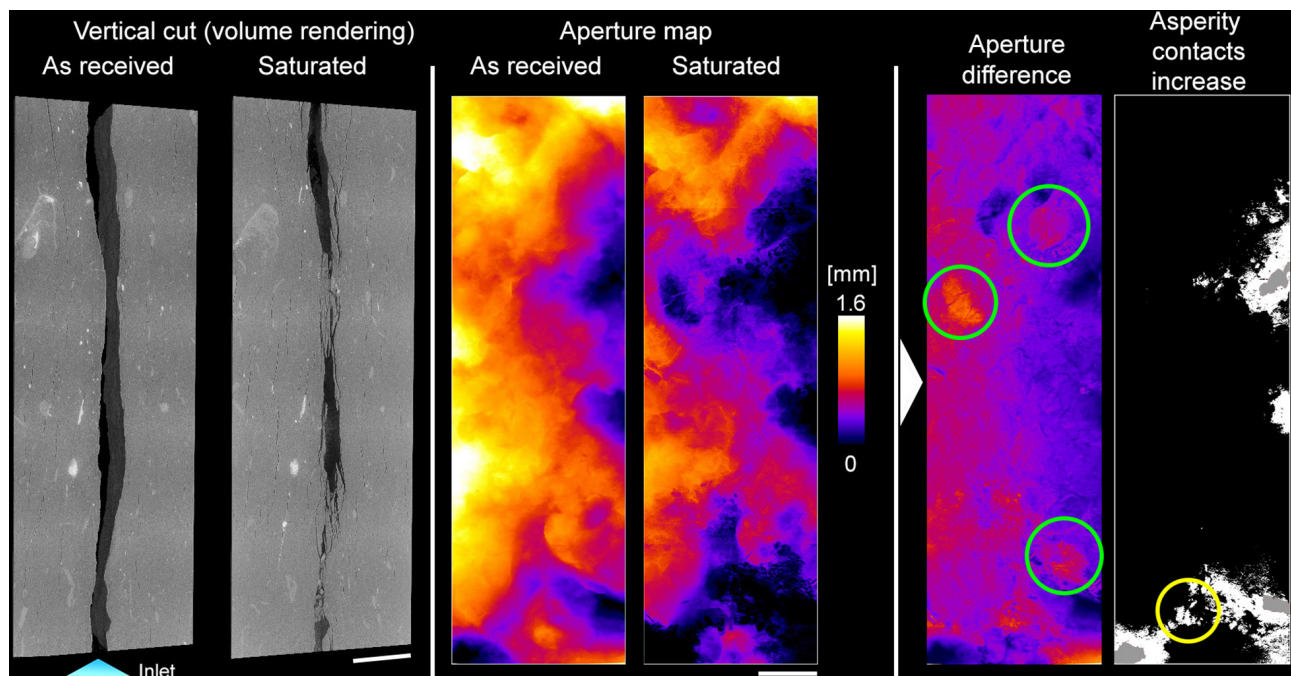 Vertical cut (volume rendering)
As received
Saturated
Inlet
Aperture map
As received
Saturated
[mm]
1.6
0
Aperture
difference
Asperity
contacts
increase